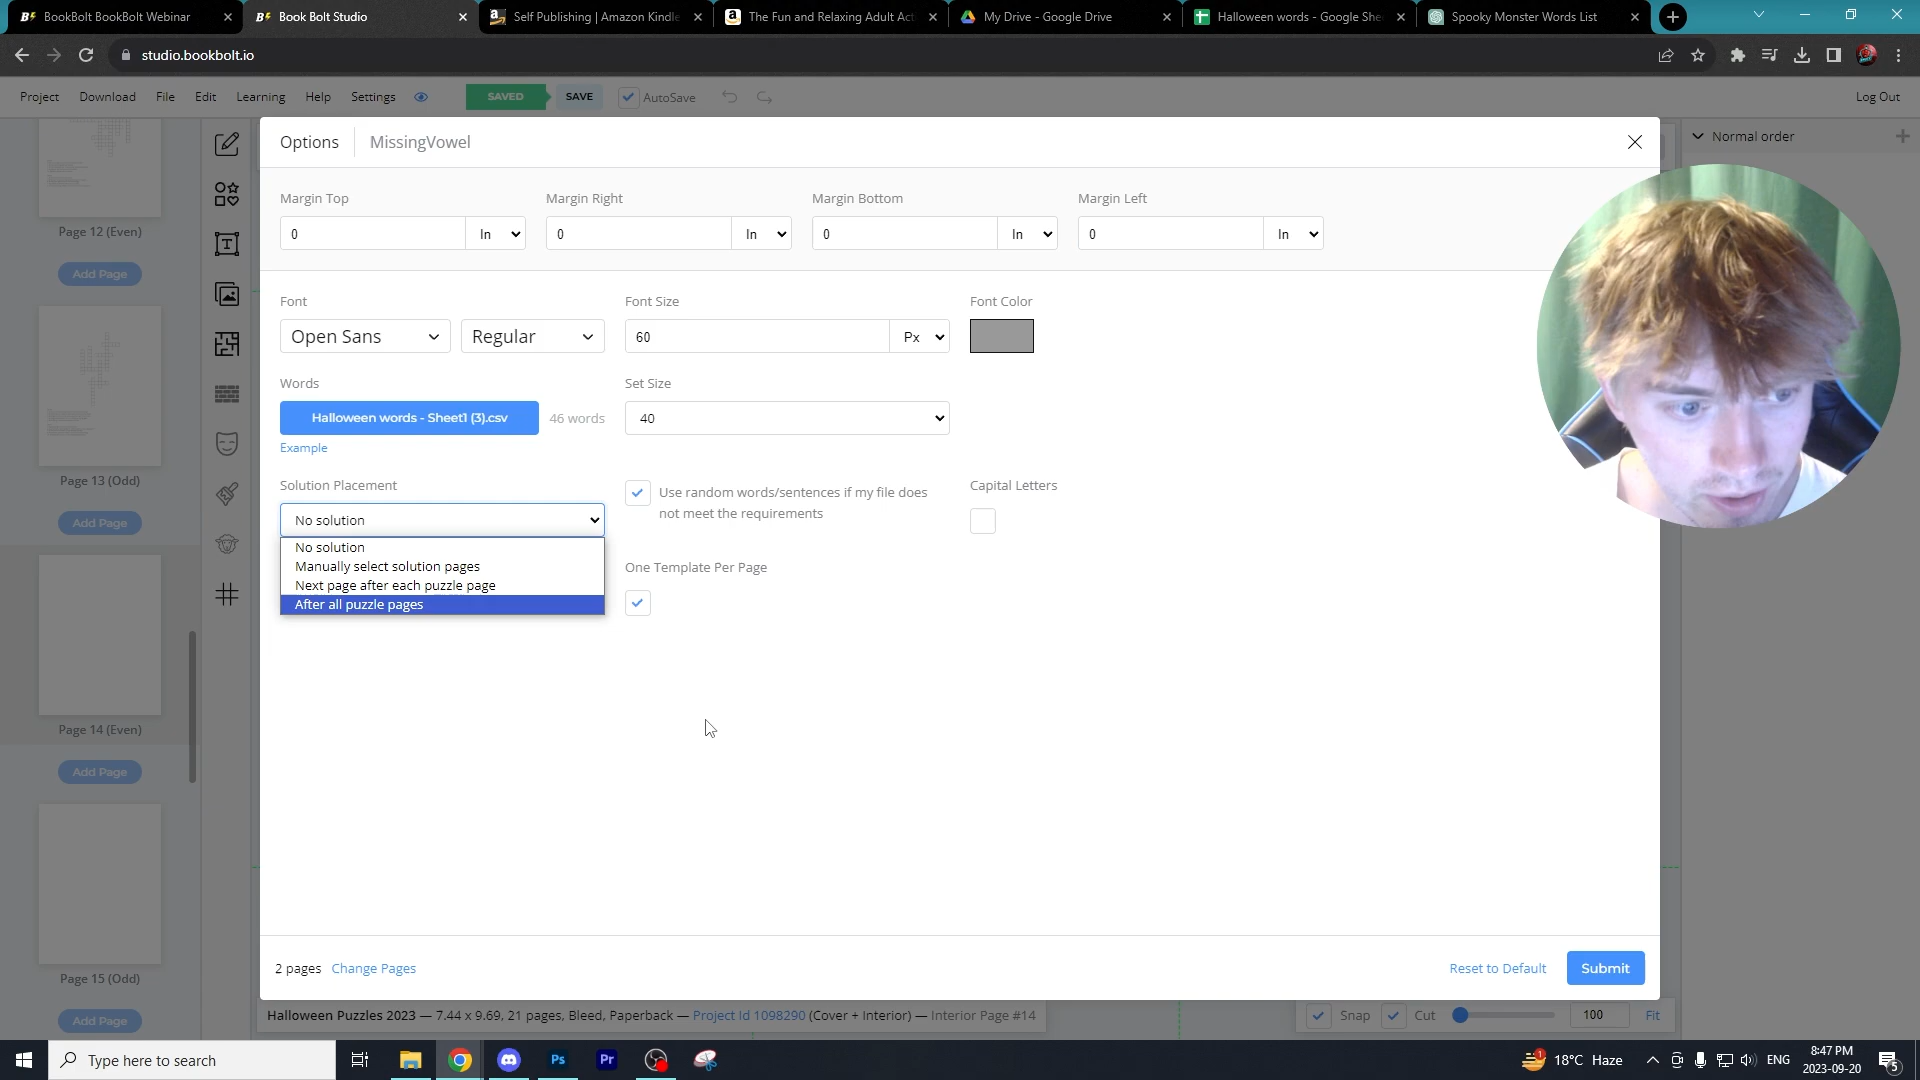 BookBolt BookBolt Webinar
Book Bolt Studio
Self Publishing | Amazon Kindle
The Fun and Relaxing Adult Act
My Drive - Google Drive
Halloween words - Google She
Spooky Monster Words List
studio.bookbolt.io
Project Download File Edit Learning Help Settings SAVED SAVE AutoSave Log Out
Options MissingVowel
Normal order
Margin Top Margin Right Margin Bottom Margin Left
0 In 0 In 0 In 0 In
Page 12 (Even)
Add Page
Font Font Size Font Color
Open Sans Regular 60 Px
Words Set Size
Halloween words - Sheet1 (3).csv 46 words 40
Example
Page 13 (Odd)
Add Page
Solution Placement Use random words/sentences if my file does Capital Letters
not meet the requirements
No solution
No solution
Manually select solution pages
Next page after each puzzle page
After all puzzle pages
One Template Per Page
Page 14 (Even)
Add Page
Page 15 (Odd)
Add Page
2 pages Change Pages Reset to Default Submit
Halloween Puzzles 2023 — 7.44 x 9.69, 21 pages, Bleed, Paperback — Project Id 1098290 (Cover + Interior) — Interior Page #14
Snap Cut 100 Fit
Type here to search
Ps
Pr
18°C Haze
ENG
8:47 PM
2023-09-20
5